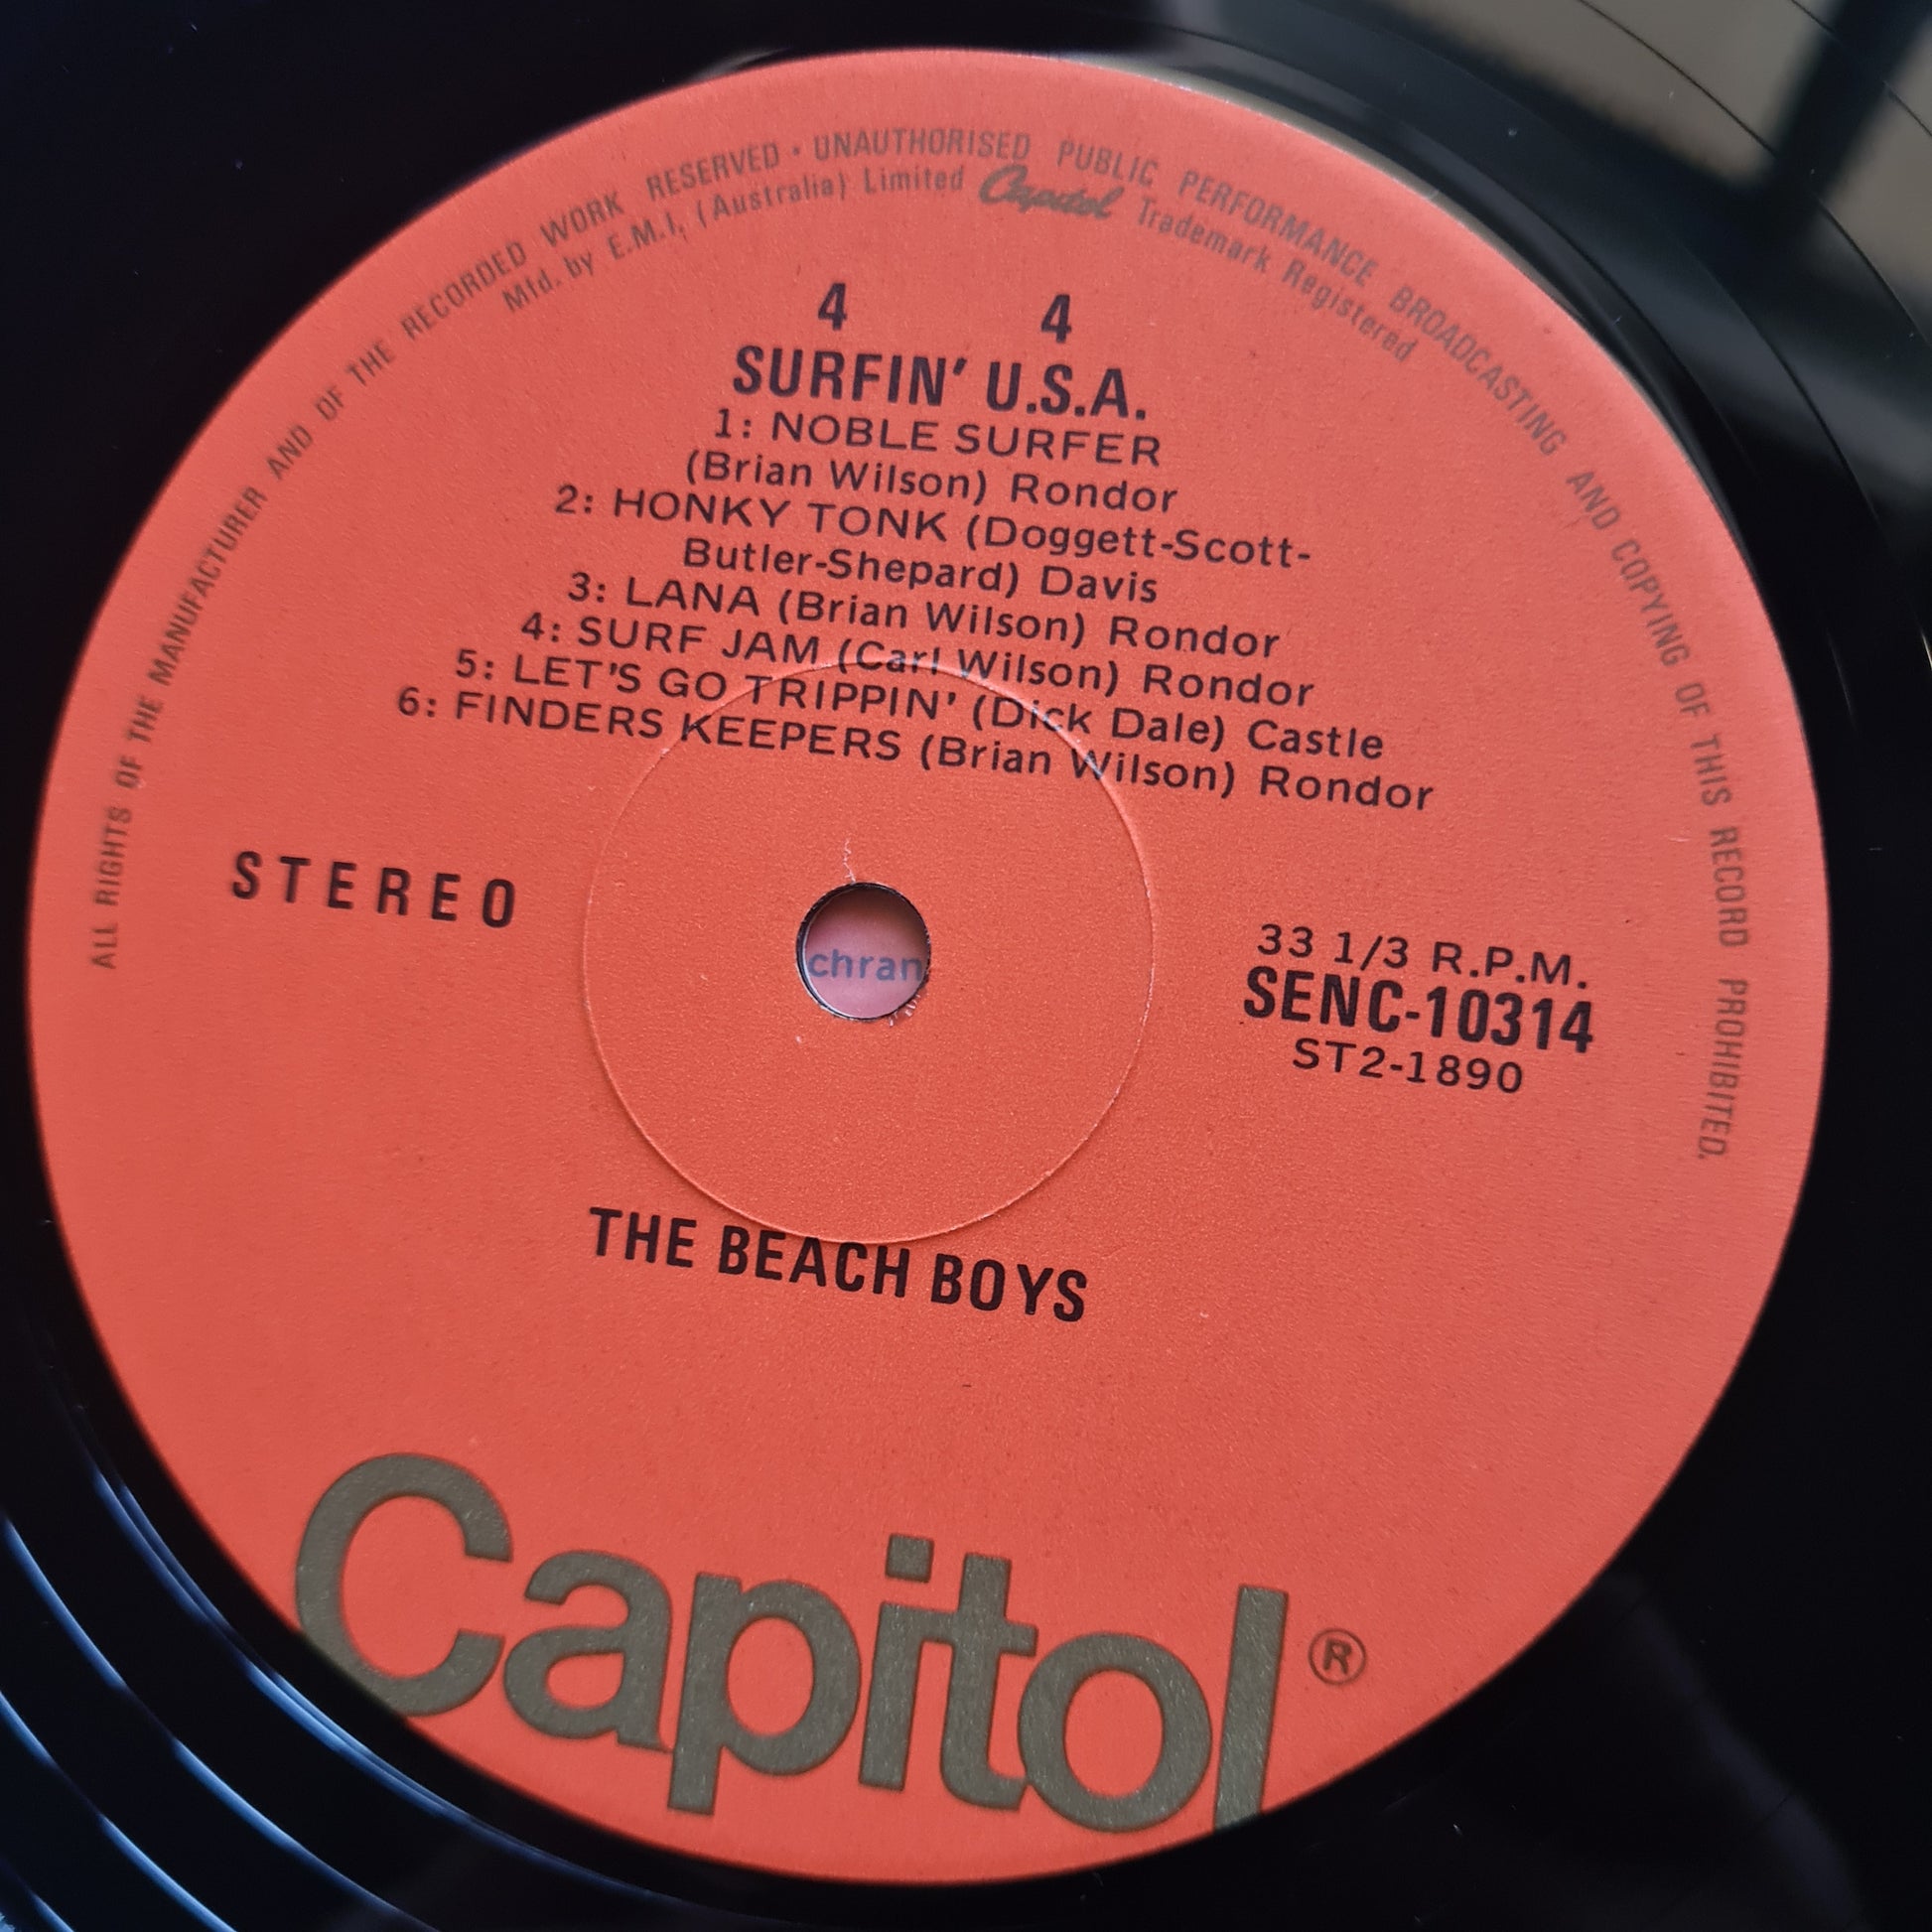 ALL RIGHTS OF THE MANUFACTURER AND OF THE RECORDED WORK RESERVED · UNAUTHORISED PUBLIC PERFORMANCE BROADCASTING AND COPYING OF THIS RECORD PROHIBITED.
Mfd. by E.M.I. (Australia) Limited Capitol Trademark Registered
4 4
SURFIN' U.S.A.
1: NOBLE SURFER
(Brian Wilson) Rondor
2: HONKY TONK (Doggett-Scott-
Butler-Shepard) Davis
3: LANA (Brian Wilson) Rondor
4: SURF JAM (Carl Wilson) Rondor
5: LET'S GO TRIPPIN' (Dick Dale) Castle
6: FINDERS KEEPERS (Brian Wilson) Rondor
STEREO
chran
33 1/3 R.P.M.
SENC-10314
ST2-1890
THE BEACH BOYS
Capitol®